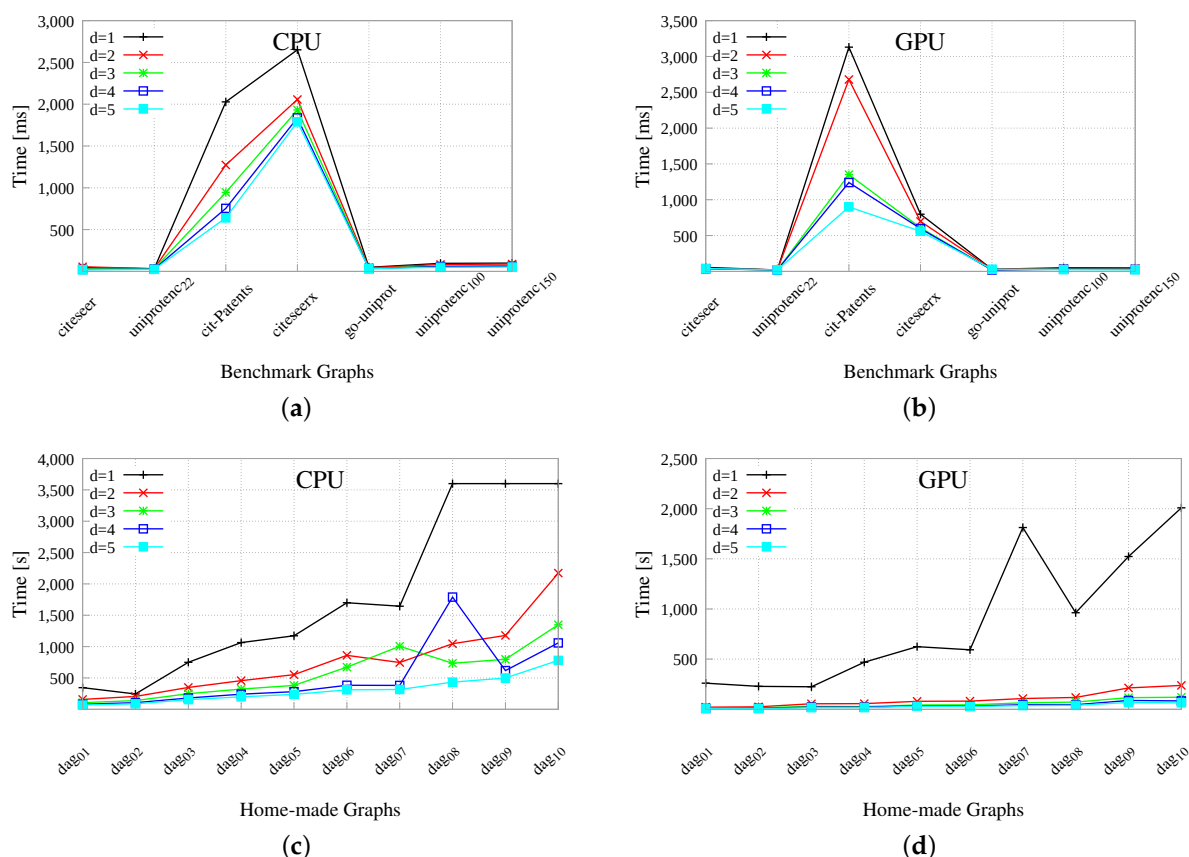 CPU
d=1
d=2
d=3
d=4
d=5
3,000
2,500
2,000
1,500
1,000
500
Time [ms]
citeseer
uniprotenc22
cit-Patents
citeseerx
go-uniprot
uniprotenc100
uniprotenc150
Benchmark Graphs
(a)
GPU
d=1
d=2
d=3
d=4
d=5
3,500
3,000
2,500
2,000
1,500
1,000
500
Time [ms]
citeseer
uniprotenc22
cit-Patents
citeseerx
go-uniprot
uniprotenc100
uniprotenc150
Benchmark Graphs
(b)
CPU
d=1
d=2
d=3
d=4
d=5
4,000
3,500
3,000
2,500
2,000
1,500
1,000
500
Time [s]
dag01
dag02
dag03
dag04
dag05
dag06
dag07
dag08
dag09
dag10
Home-made Graphs
(c)
GPU
d=1
d=2
d=3
d=4
d=5
2,500
2,000
1,500
1,000
500
Time [s]
dag01
dag02
dag03
dag04
dag05
dag06
dag07
dag08
dag09
dag10
Home-made Graphs
(d)